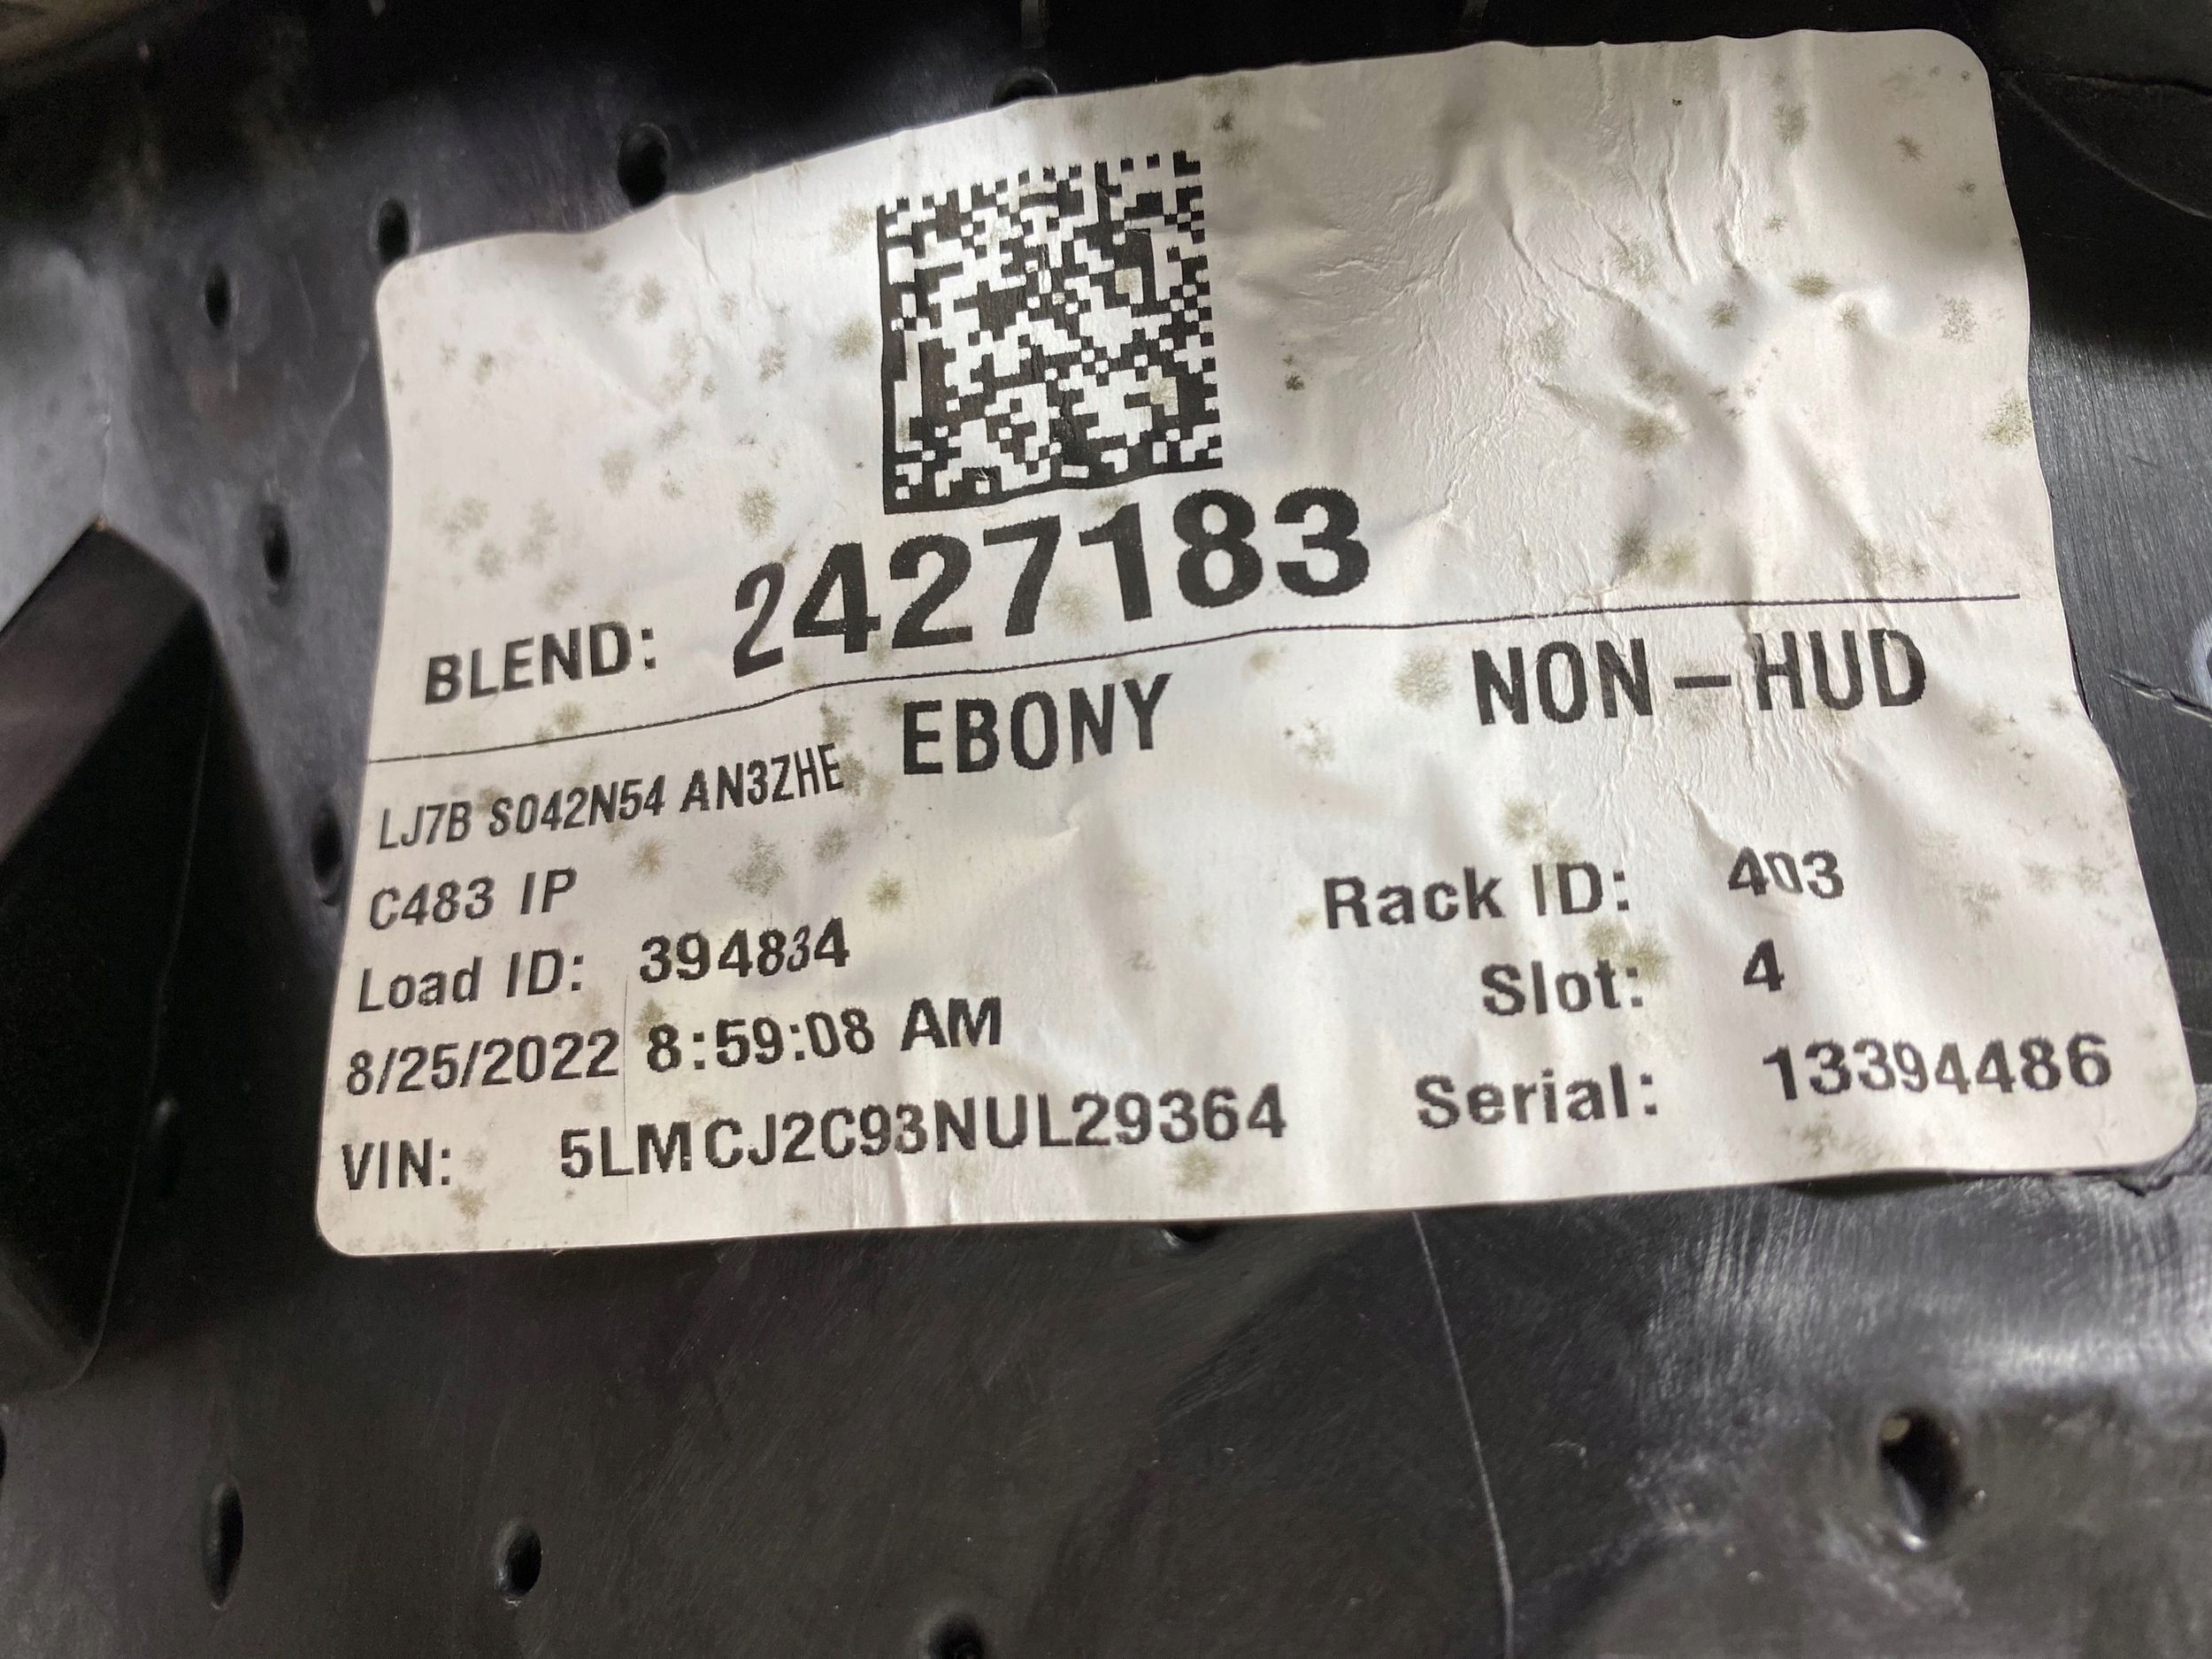 BLEND: 2427183
LJ7B S042N54 AN3ZHE EBONY NON-HUD
C483 IP
Rack ID: 403
Load ID: 394834
Slot: 4
8/25/2022 8:59:08 AM
Serial: 13394486
VIN: 5LMCJ2C93NUL29364